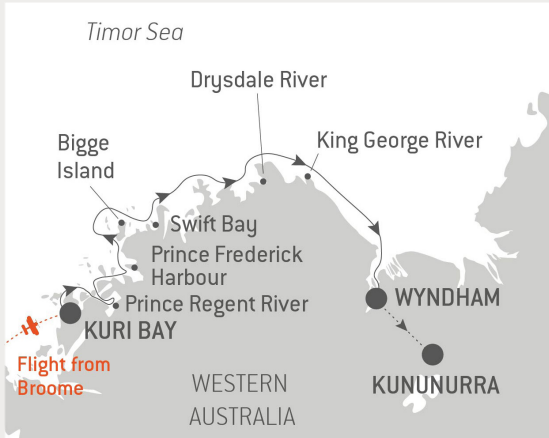 Timor Sea
Drysdale River
Bigge
Island
King George River
Swift Bay
Prince Frederick
Harbour
Prince Regent River
WYNDHAM
KURI BAY
Flight from
Broome
WESTERN
AUSTRALIA
KUNUNURRA